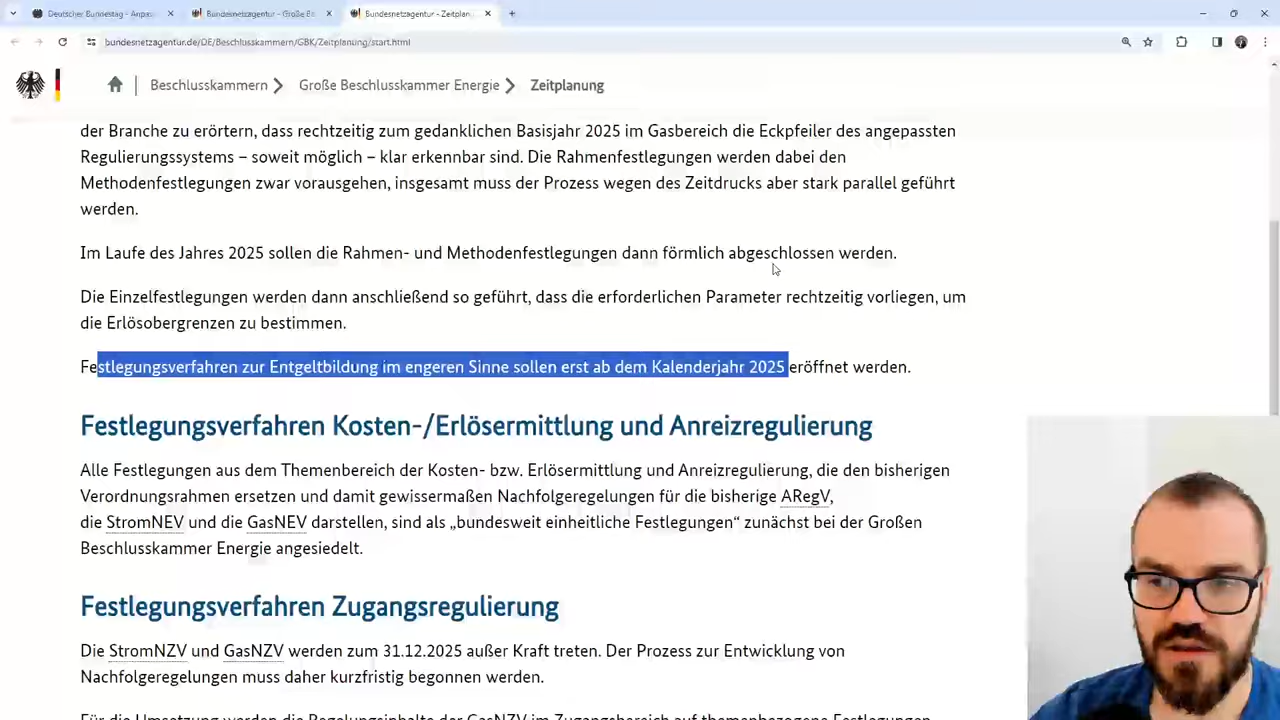 Deutscher Bundestag - Anpas
Bundesnetzagentur - Große Be
Bundesnetzagentur - Zeitplanu
bundesnetzagentur.de/DE/Beschlusskammern/GBK/Zeitplanung/start.html
Beschlusskammern
Große Beschlusskammer Energie
Zeitplanung
der Branche zu erörtern, dass rechtzeitig zum gedanklichen Basisjahr 2025 im Gasbereich die Eckpfeiler des angepassten
Regulierungssystems – soweit möglich – klar erkennbar sind. Die Rahmenfestlegungen werden dabei den
Methodenfestlegungen zwar vorausgehen, insgesamt muss der Prozess wegen des Zeitdrucks aber stark parallel geführt
werden.
Im Laufe des Jahres 2025 sollen die Rahmen- und Methodenfestlegungen dann förmlich abgeschlossen werden.
Die Einzelfestlegungen werden dann anschließend so geführt, dass die erforderlichen Parameter rechtzeitig vorliegen, um
die Erlösobergrenzen zu bestimmen.
Festlegungsverfahren zur Entgeltbildung im engeren Sinne sollen erst ab dem Kalenderjahr 2025 eröffnet werden.
Festlegungsverfahren Kosten-/Erlösermittlung und Anreizregulierung
Alle Festlegungen aus dem Themenbereich der Kosten- bzw. Erlösermittlung und Anreizregulierung, die den bisherigen
Verordnungsrahmen ersetzen und damit gewissermaßen Nachfolgeregelungen für die bisherige ARegV,
die StromNEV und die GasNEV darstellen, sind als „bundesweit einheitliche Festlegungen“ zunächst bei der Großen
Beschlusskammer Energie angesiedelt.
Festlegungsverfahren Zugangsregulierung
Die StromNZV und GasNZV werden zum 31.12.2025 außer Kraft treten. Der Prozess zur Entwicklung von
Nachfolgeregelungen muss daher kurzfristig begonnen werden.
Für die Umsetzung werden die Regelungsinhalte der GasNZV im Zugangsbereich auf themenbezogene Festlegungen